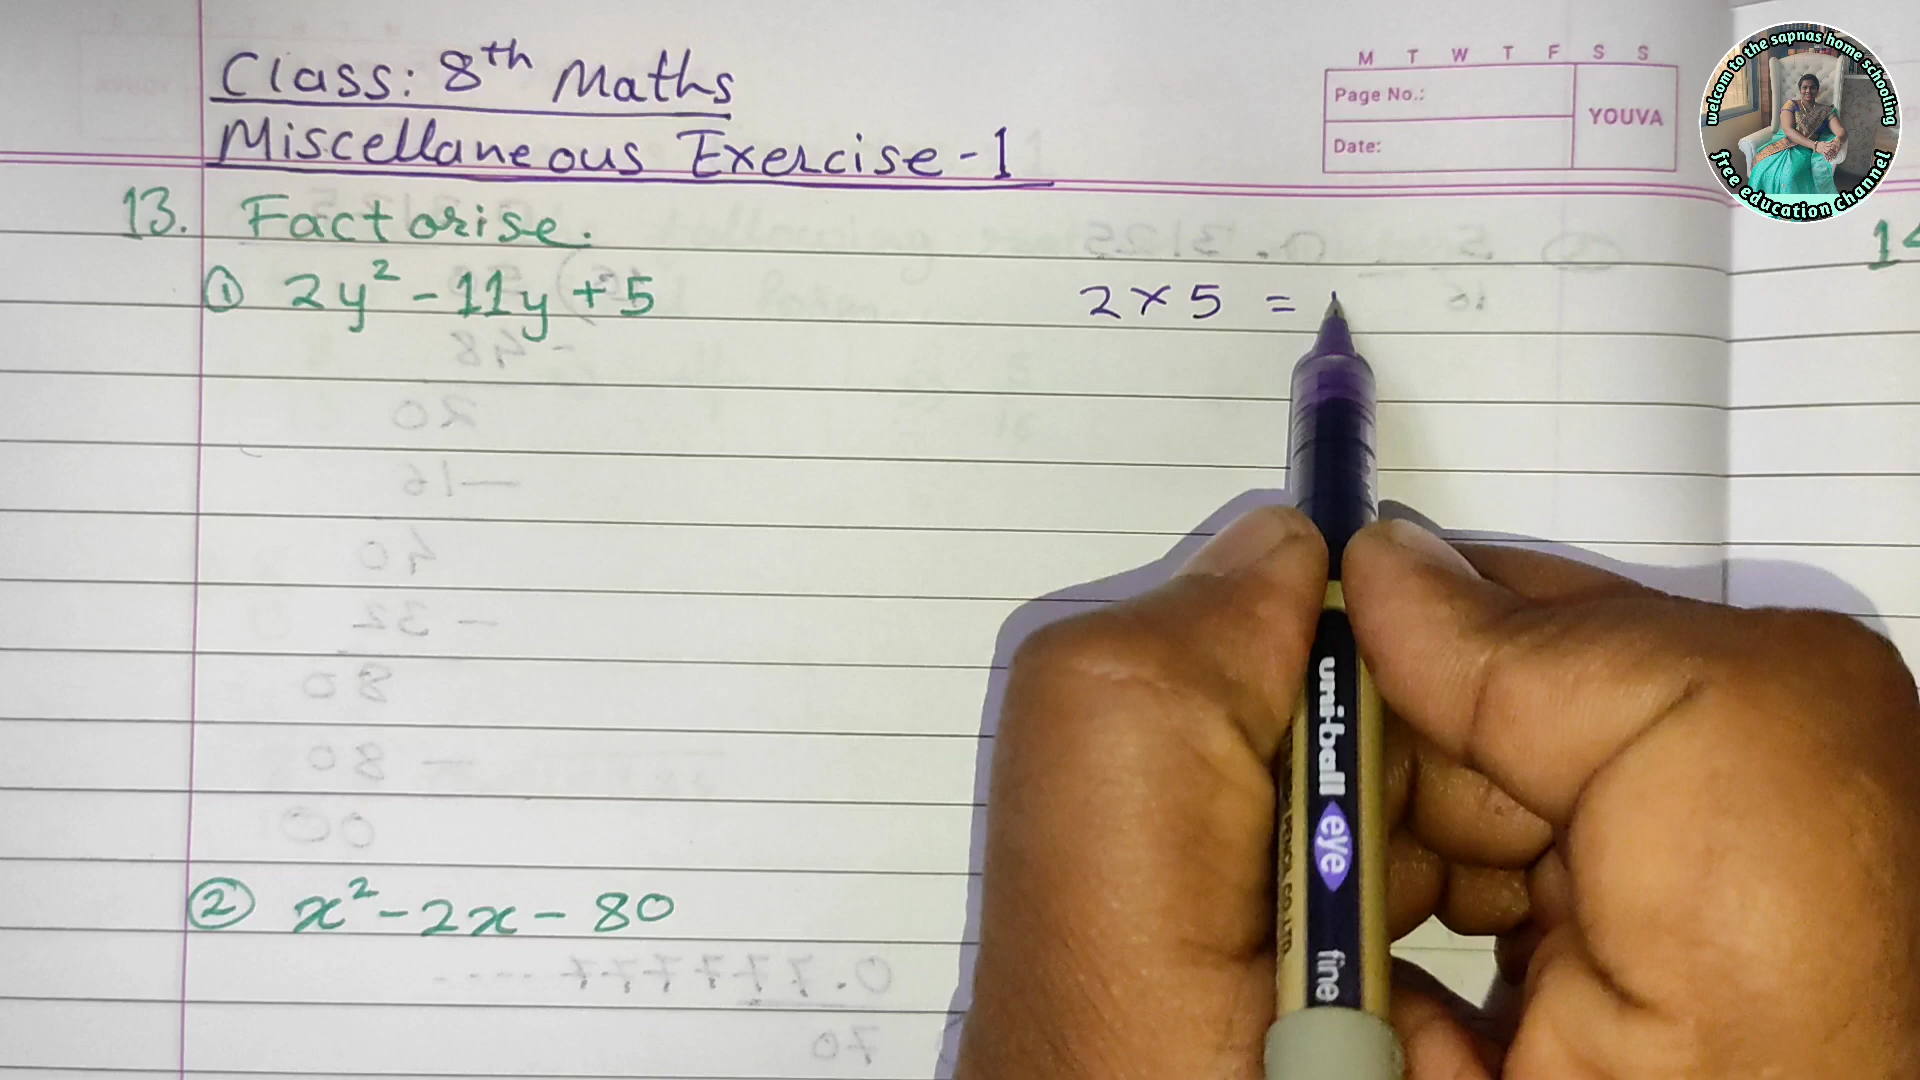 Class: 8th Maths
Miscellaneous Exercise-1
M T W T F S S
Page No.:
Date:
YOUVA
welcom to the sapnas home schooling
free education channel
13. Factorise.
① 2y² - 11y + 5
2 × 5 =
② x² - 2x - 80
uni-ball eye fine